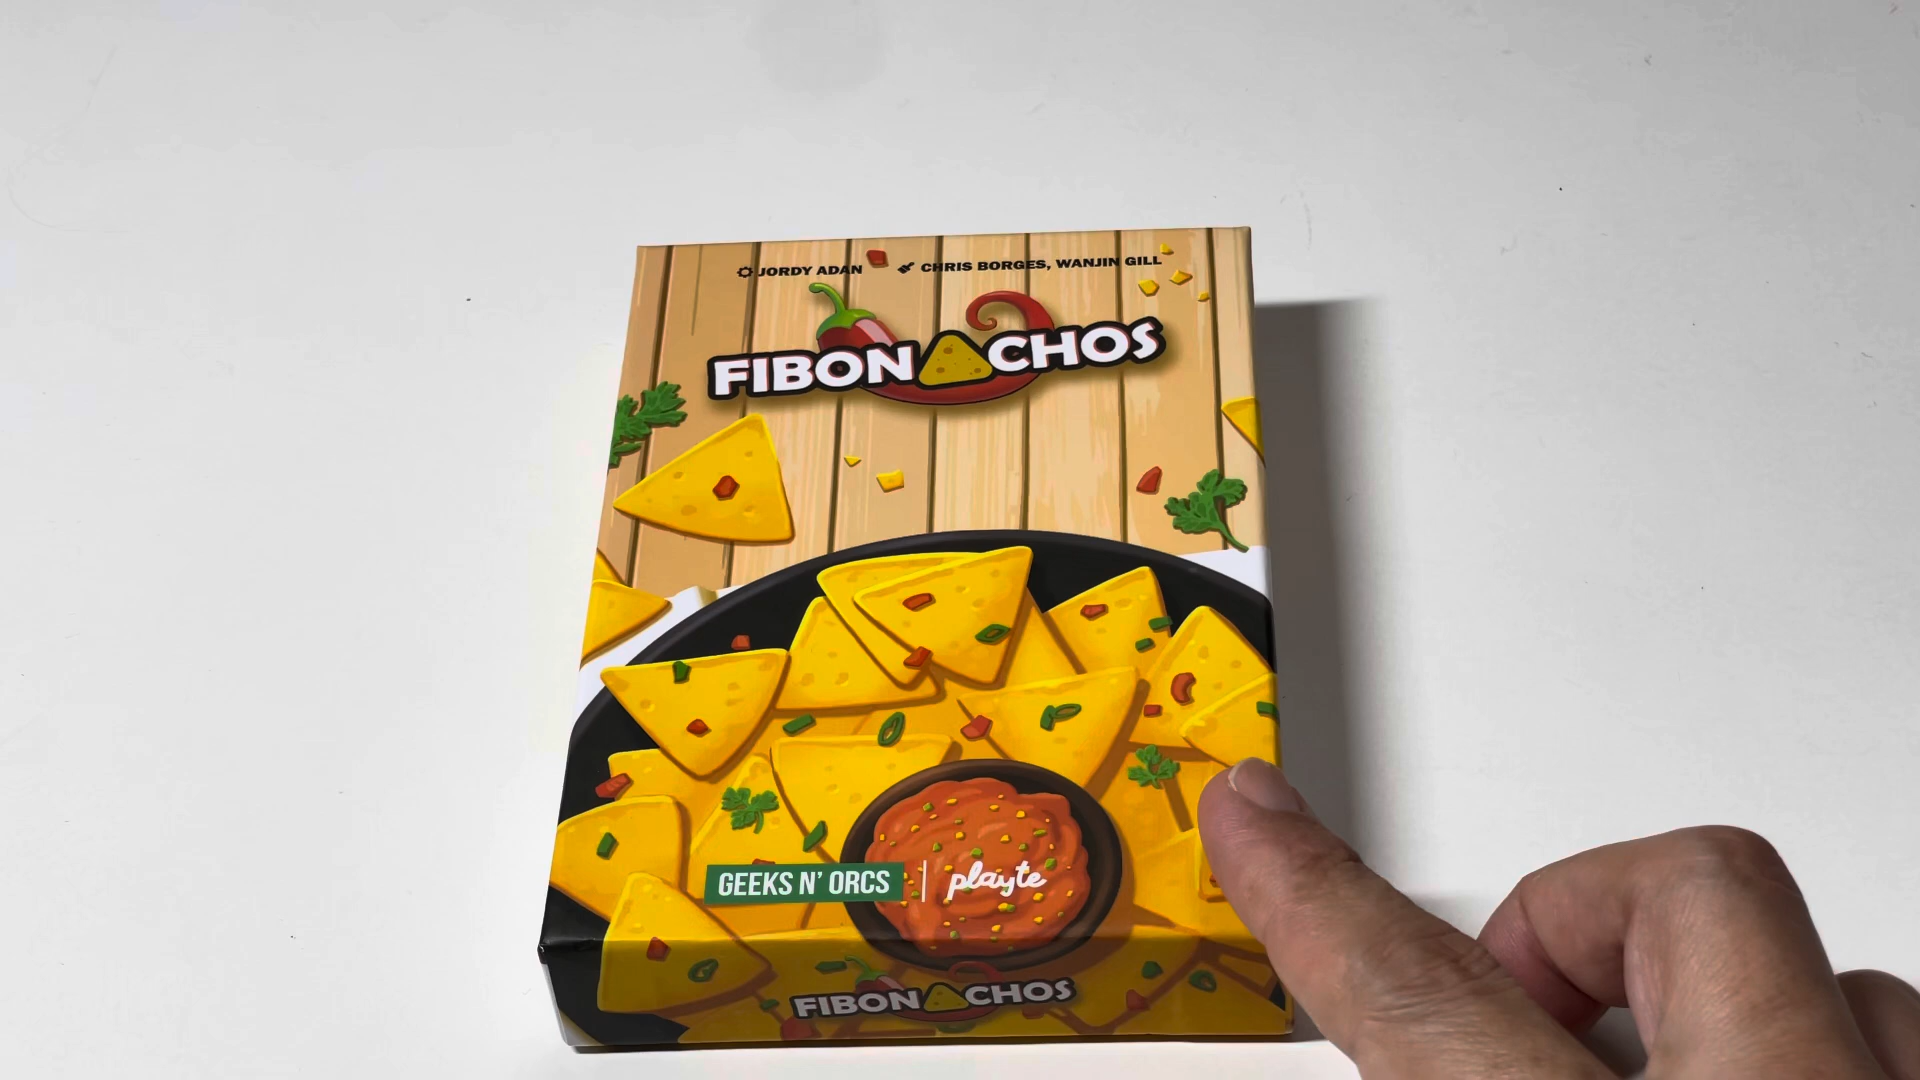 JORDY ADAN CHRIS BORGES, WANJIN GILL
FIBONACHOS
GEEKS N' ORCS | playte
FIBONACHOS